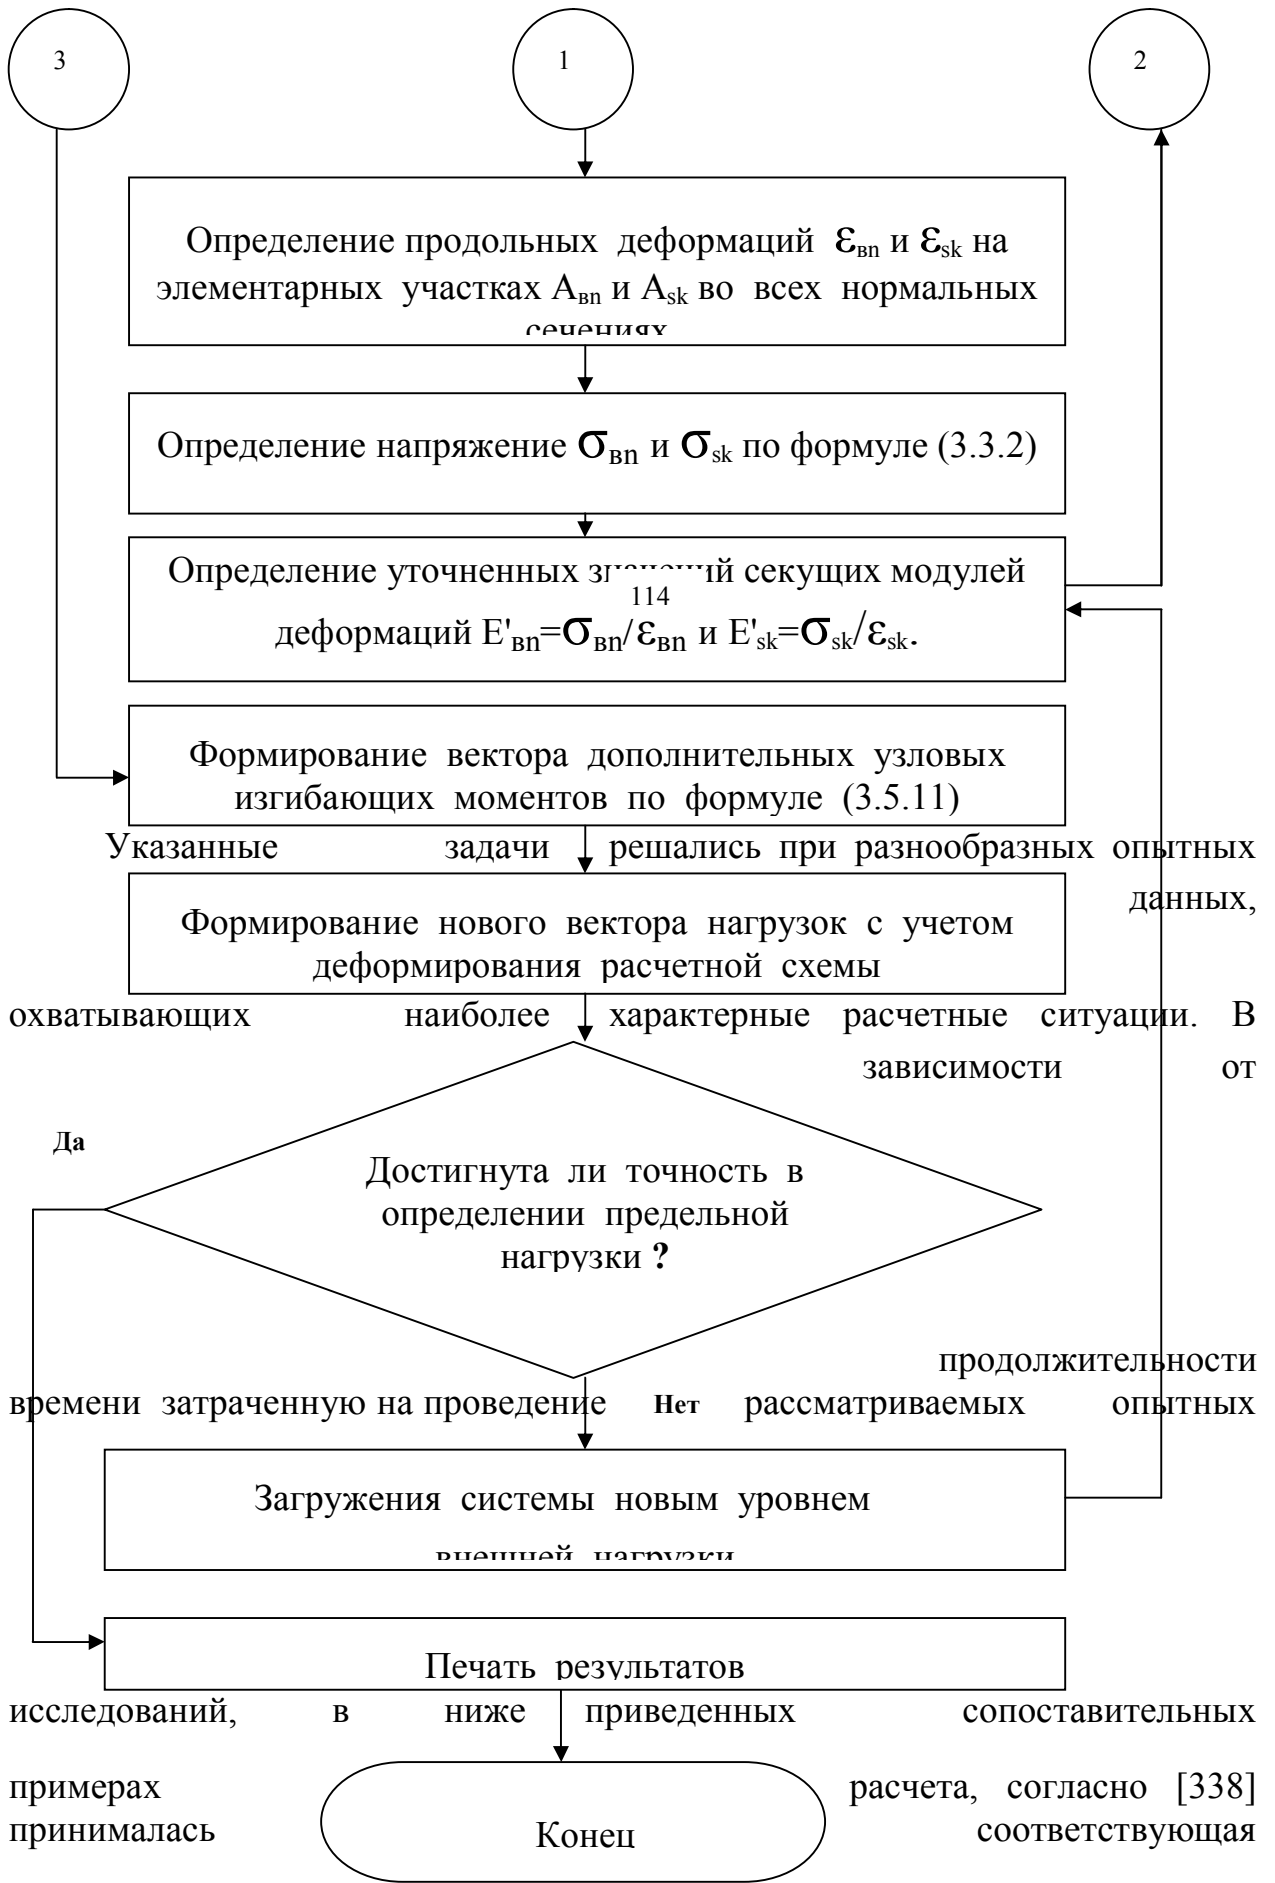 3 1 2
Определение продольных деформаций εвn и εsk на
элементарных участках Aвn и Ask во всех нормальных
сечениях
Определение напряжение σвn и σsk по формуле (3.3.2)
Определение уточненных значений секущих модулей
114
деформаций E'вn=σвn/εвn и E'sk=σsk/εsk.
Формирование вектора дополнительных узловых
изгибающих моментов по формуле (3.5.11)
Указанные задачи решались при разнообразных опытных
данных,
Формирование нового вектора нагрузок с учетом
деформирования расчетной схемы
охватывающих наиболее характерные расчетные ситуации. В
зависимости от
Да
Достигнута ли точность в
определении предельной
нагрузки ?
продолжительности
времени затраченную на проведение Нет рассматриваемых опытных
Загружения системы новым уровнем
внешней нагрузки
Печать результатов
исследований, в ниже приведенных сопоставительных
примерах расчета, согласно [338]
принималась Конец соответствующая